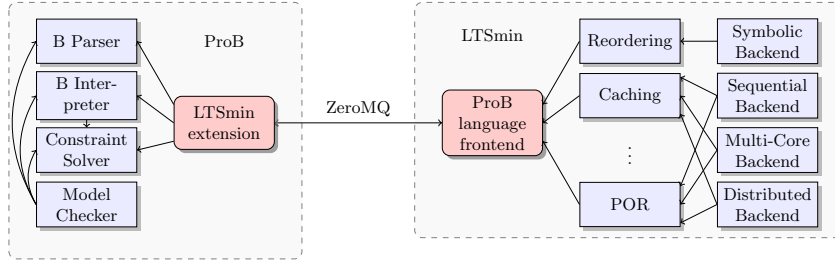 ProB
B Parser
B Inter-
preter
Constraint
Solver
Model
Checker
LTSmin
extension
ZeroMQ
LTSmin
ProB
language
frontend
Reordering
Caching
⋮
POR
Symbolic
Backend
Sequential
Backend
Multi-Core
Backend
Distributed
Backend